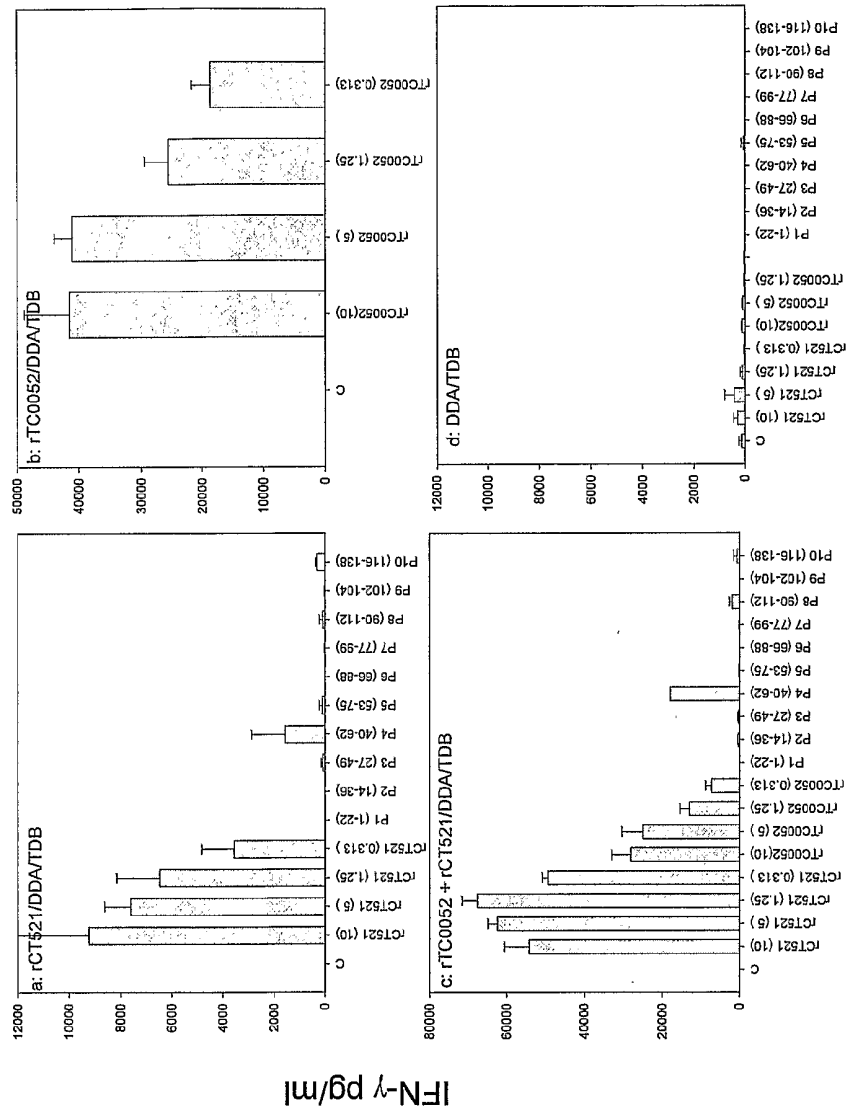 IFN-γ pg/ml
a: rCT521/DDA/TDB
12000
10000
8000
6000
4000
2000
0
C
rCT521 (10)
rCT521 (5 )
rCT521 (1.25)
rCT521 (0.313 )
P1 (1-22)
P2 (14-36)
P3 (27-49)
P4 (40-62)
P5 (53-75)
P6 (66-88)
P7 (77-99)
P8 (90-112)
P9 (102-104)
P10 (116-138)
b: rTC0052/DDA/TDB
50000
40000
30000
20000
10000
0
C
rTC0052(10)
rTC0052 (5 )
rTC0052 (1.25)
rTC0052 (0.313)
c: rTC0052 + rCT521/DDA/TDB
80000
60000
40000
20000
0
C
rCT521 (10)
rCT521 (5 )
rCT521 (1.25)
rCT521 (0.313 )
rTC0052(10)
rTC0052 (5 )
rTC0052 (1.25)
rTC0052 (0.313)
P1 (1-22)
P2 (14-36)
P3 (27-49)
P4 (40-62)
P5 (53-75)
P6 (66-88)
P7 (77-99)
P8 (90-112)
P9 (102-104)
P10 (116-138)
d: DDA/TDB
12000
10000
8000
6000
4000
2000
0
C
rCT521 (10)
rCT521 (5 )
rCT521 (1.25)
rCT521 (0.313 )
rTC0052(10)
rTC0052 (5 )
rTC0052 (1.25)
P1 (1-22)
P2 (14-36)
P3 (27-49)
P4 (40-62)
P5 (53-75)
P6 (66-88)
P7 (77-99)
P8 (90-112)
P9 (102-104)
P10 (116-138)